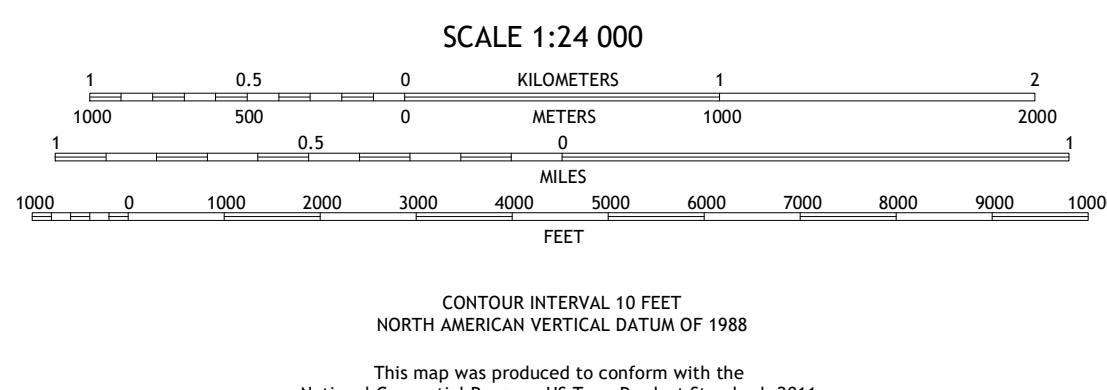 SCALE 1:24 000
1 0.5 0 KILOMETERS 1 2
1000 500 0 METERS 1000 2000
1 0.5 0 1
MILES
1000 0 1000 2000 3000 4000 5000 6000 7000 8000 9000 1000
FEET
CONTOUR INTERVAL 10 FEET
NORTH AMERICAN VERTICAL DATUM OF 1988
This map was produced to conform with the